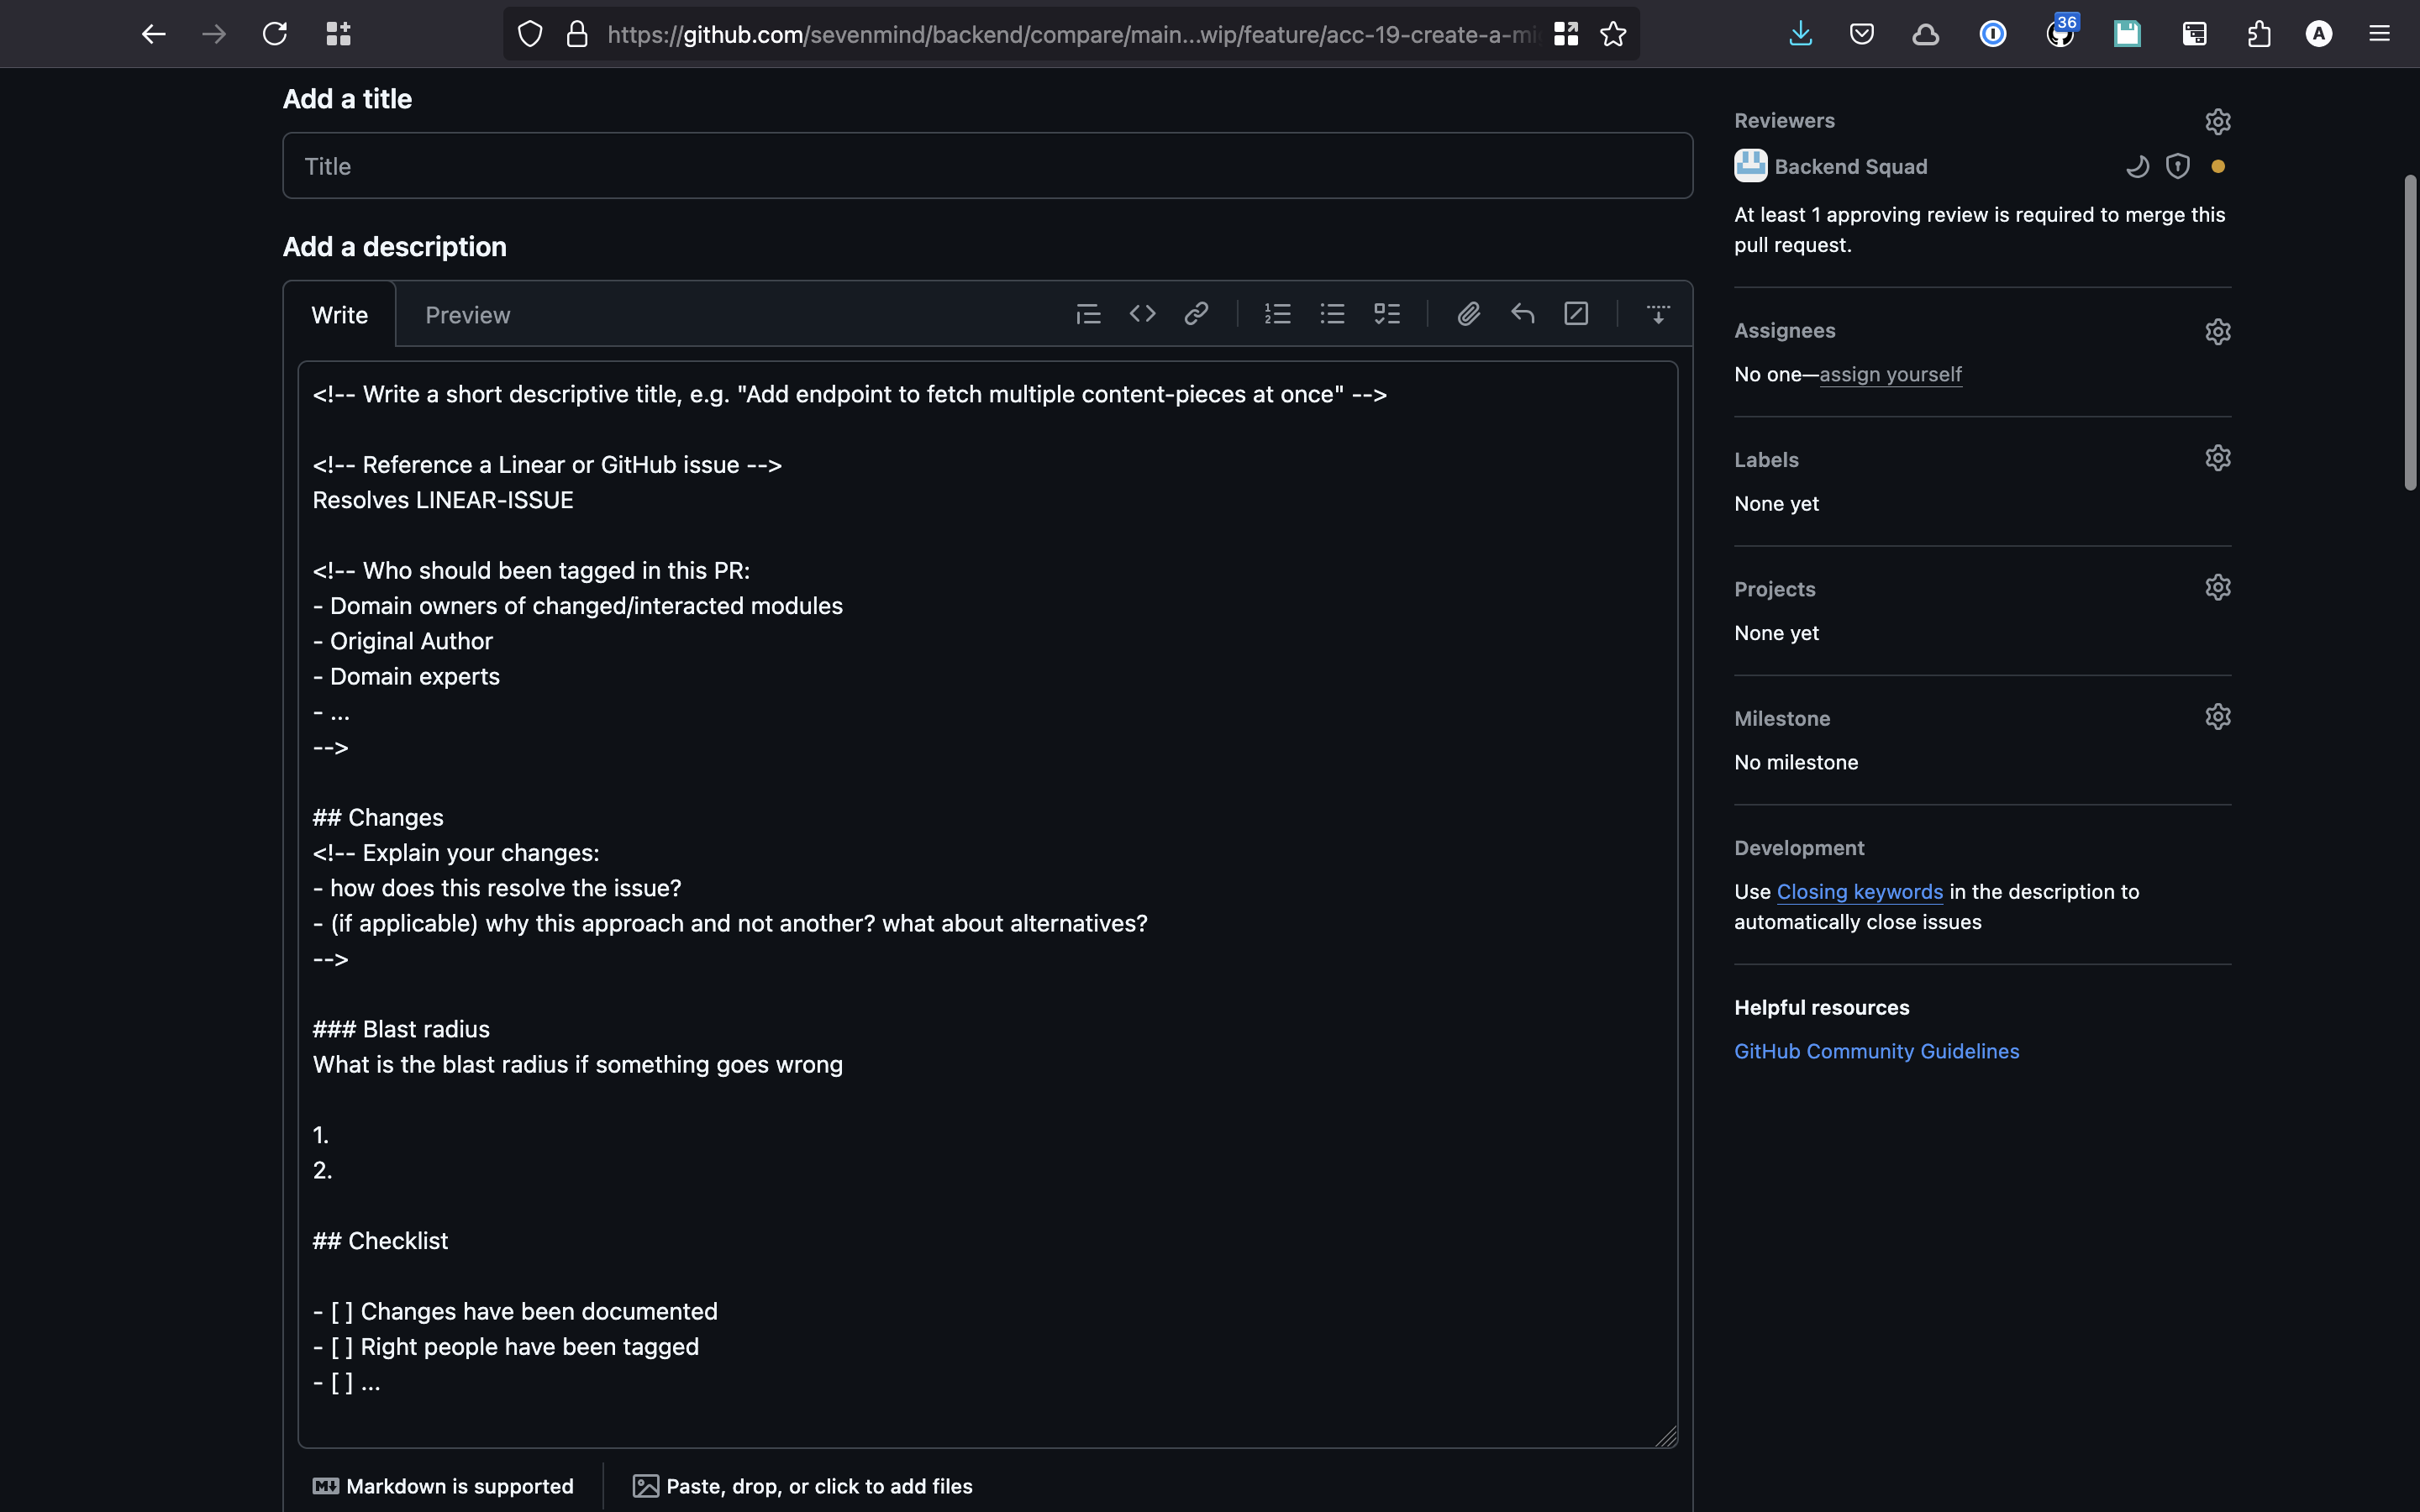 https://github.com/sevenmind/backend/compare/main...wip/feature/acc-19-create-a-mi
36
A
Add a title
Title
Add a description
Write
Preview
<!-- Write a short descriptive title, e.g. "Add endpoint to fetch multiple content-pieces at once" -->
<!-- Reference a Linear or GitHub issue -->
Resolves LINEAR-ISSUE
<!-- Who should been tagged in this PR:
- Domain owners of changed/interacted modules
- Original Author
- Domain experts
- ...
-->
## Changes
<!-- Explain your changes:
- how does this resolve the issue?
- (if applicable) why this approach and not another? what about alternatives?
-->
### Blast radius
What is the blast radius if something goes wrong
1.
2.
## Checklist
- [ ] Changes have been documented
- [ ] Right people have been tagged
- [ ] ...
Markdown is supported
Paste, drop, or click to add files
Reviewers
Backend Squad
At least 1 approving review is required to merge this
pull request.
Assignees
No one—assign yourself
Labels
None yet
Projects
None yet
Milestone
No milestone
Development
Use Closing keywords in the description to
automatically close issues
Helpful resources
GitHub Community Guidelines